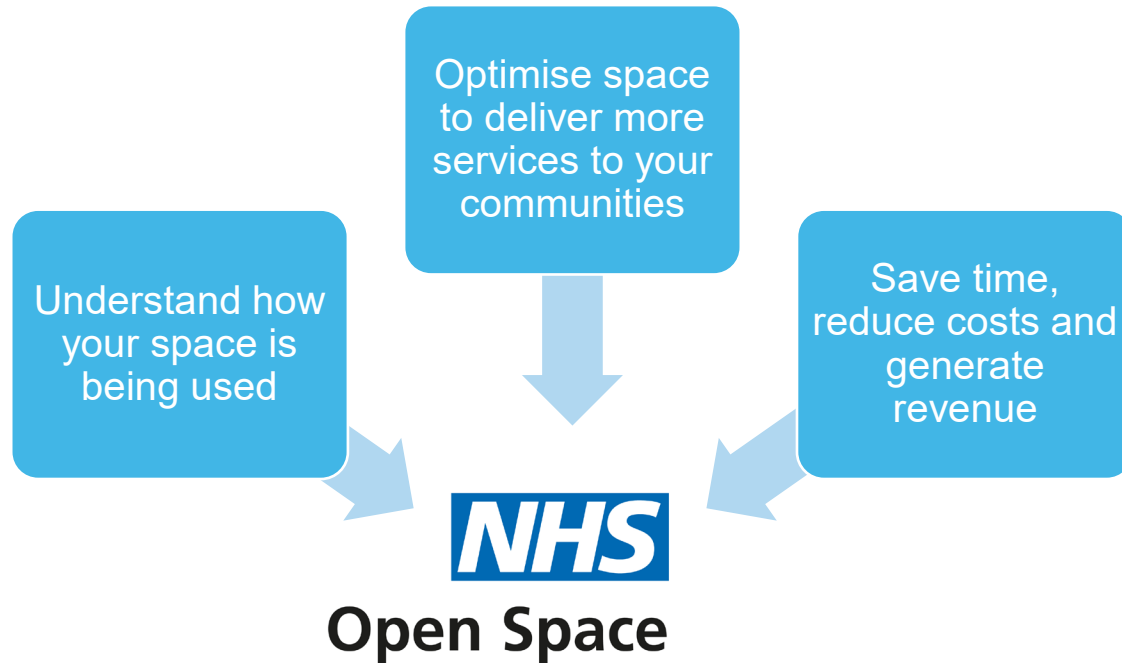 Optimise space
to deliver more
services to your
communities
Understand how
your space is
being used
Save time,
reduce costs and
generate
revenue
NHS
Open Space